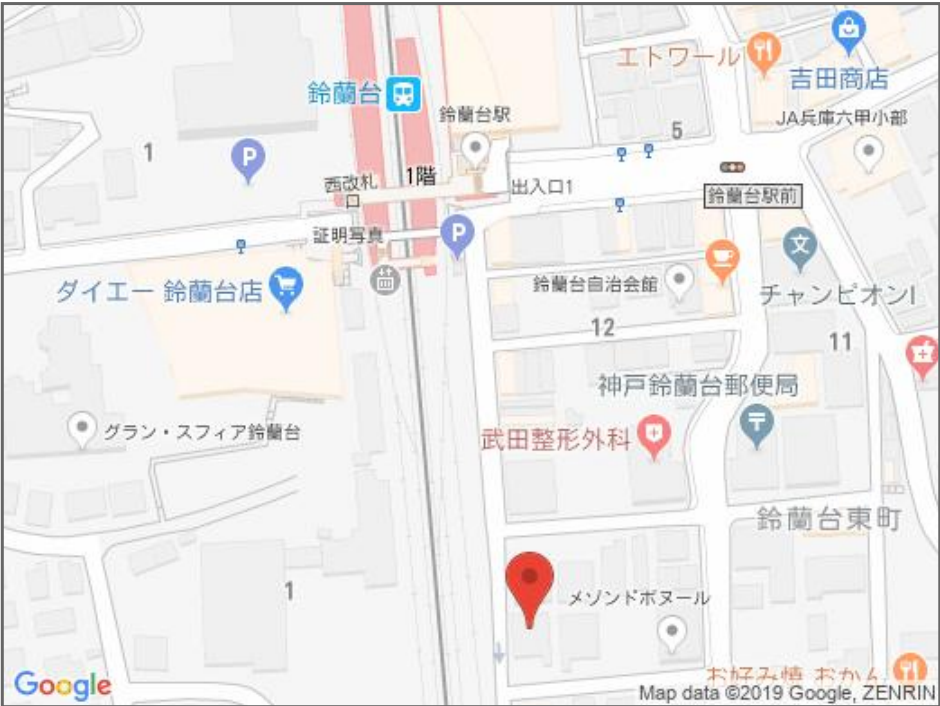 エトワール
吉田商店
鈴蘭台
鈴蘭台駅
JA兵庫六甲小部
5
1
P
西改札
口
1階
出入口1
鈴蘭台駅前
証明写真
P
文
ダイエー 鈴蘭台店
鈴蘭台自治会館
チャンピオンI
12
11
神戸鈴蘭台郵便局
武田整形外科
グラン・スフィア鈴蘭台
鈴蘭台東町
1
メゾンドボヌール
お好み焼 おかん
Google
Map data ©2019 Google, ZENRIN